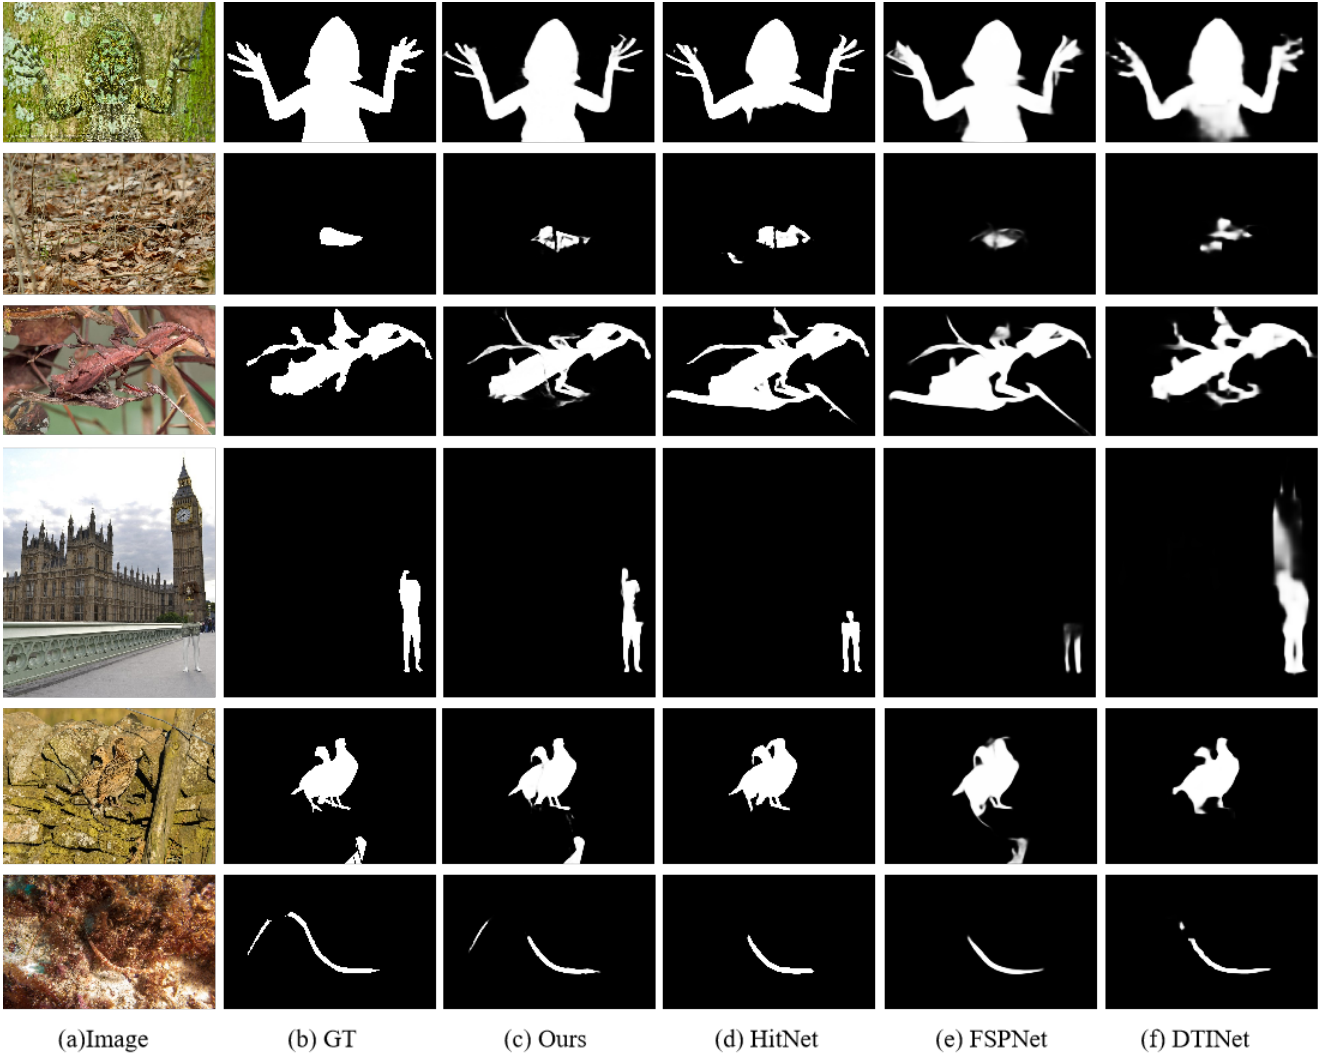 (a)Image
(b) GT
(c) Ours
(d) HitNet
(e) FSPNet
(f) DTINet